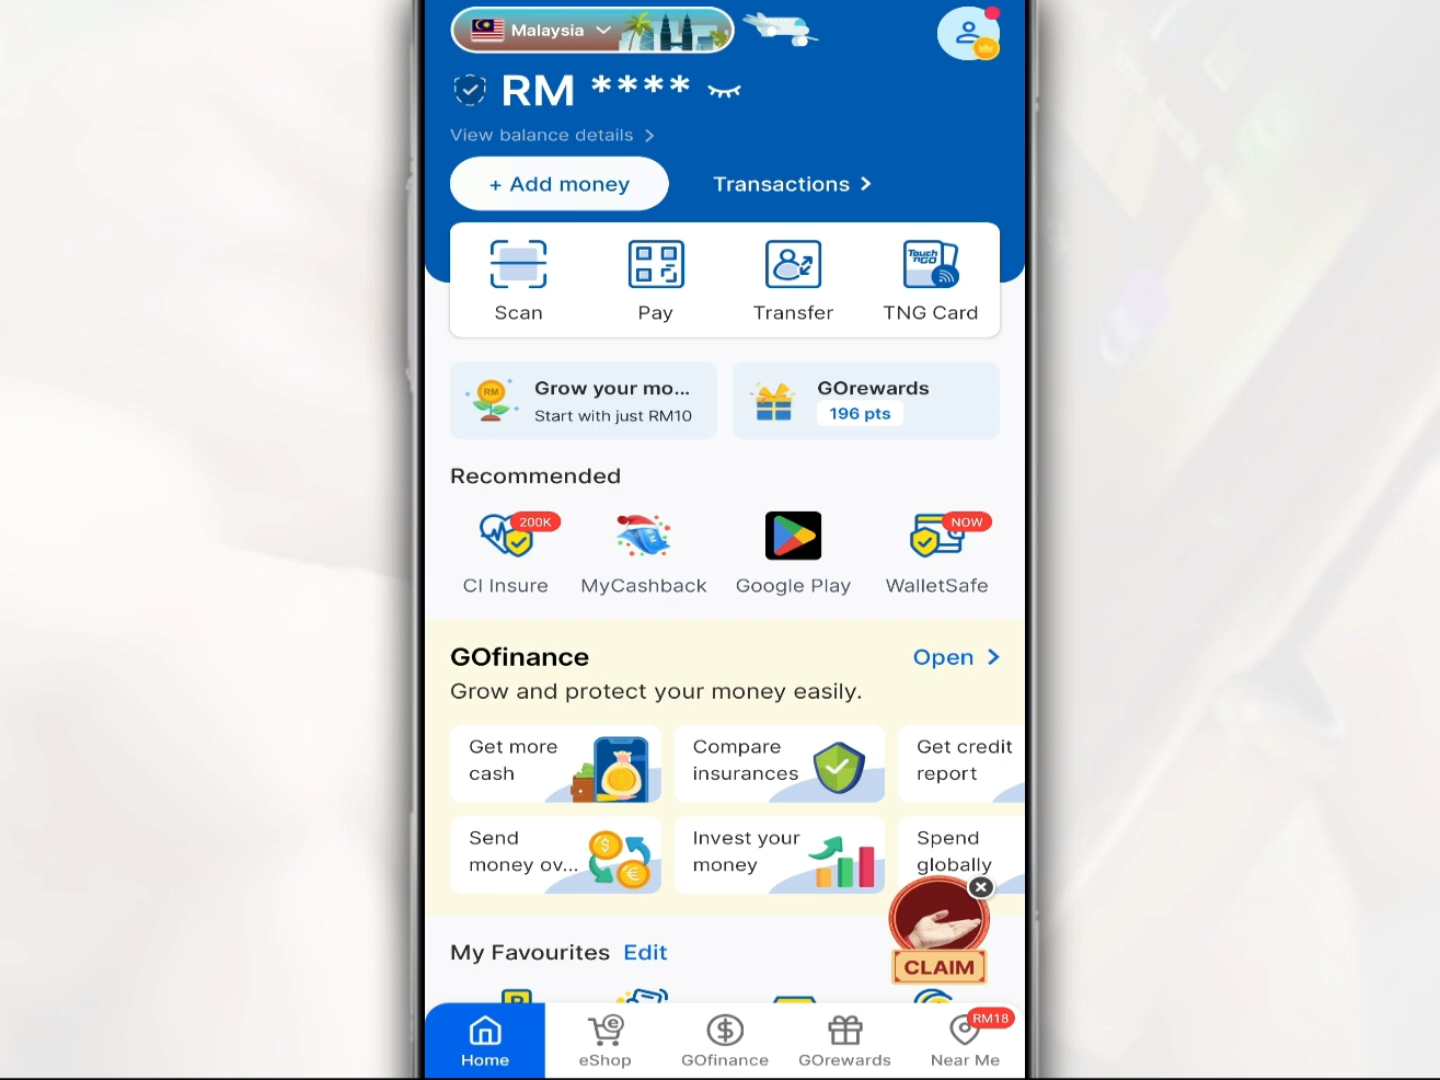 Malaysia
RM ****
View balance details
+ Add money
Transactions
Touch
'nGO
Scan
Pay
Transfer
TNG Card
RM
Grow your mo...
Start with just RM10
GOrewards
196 pts
Recommended
200K
NOW
CI Insure
MyCashback
Google Play
WalletSafe
GOfinance
Open
Grow and protect your money easily.
Get more
cash
Compare
insurances
Get credit
report
Send
money ov...
Invest your
money
Spend
globally
CLAIM
My Favourites
Edit
RM18
Home
eShop
GOfinance
GOrewards
Near Me